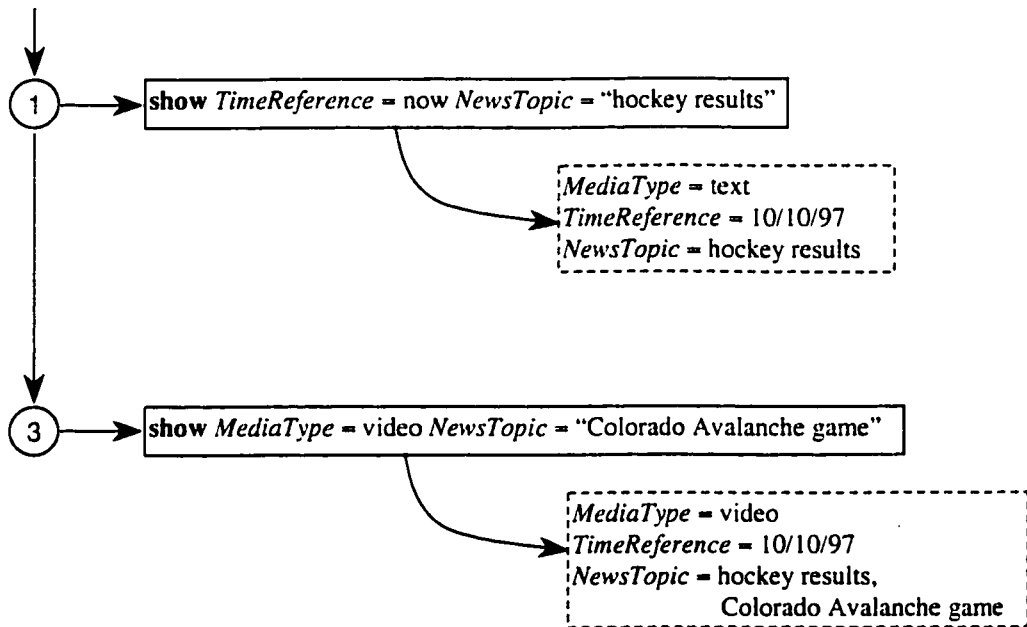 1
show TimeReference = now NewsTopic = “hockey results”
MediaType = text
TimeReference = 10/10/97
NewsTopic = hockey results
3
show MediaType = video NewsTopic = “Colorado Avalanche game”
MediaType = video
TimeReference = 10/10/97
NewsTopic = hockey results,
Colorado Avalanche game